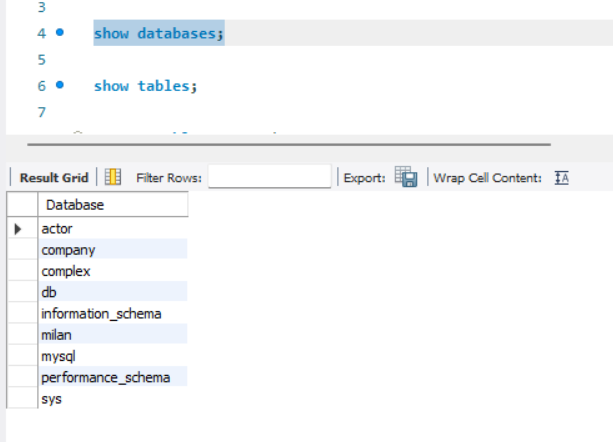 3
4 show databases;
5
6 show tables;
7
Result Grid Filter Rows: Export: Wrap Cell Content: IA
Database
actor
company
complex
db
information_schema
milan
mysql
performance_schema
sys